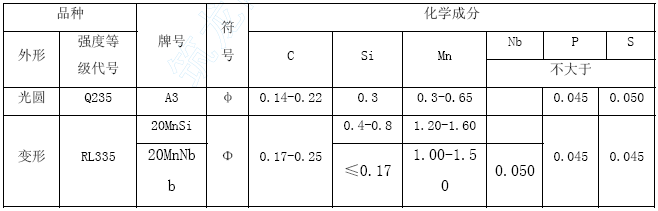 品种 牌号 符号 化学成分
外形 强度等级代号 C Si Mn Nb P S
不大于
光圆 Q235 A3 φ 0.14-0.22 0.3 0.3-0.65 0.045 0.050
变形 RL335 20MnSi Φ 0.17-0.25 0.4-0.8 1.20-1.60 0.045 0.045
20MnNbb ≤0.17 1.00-1.50 0.050